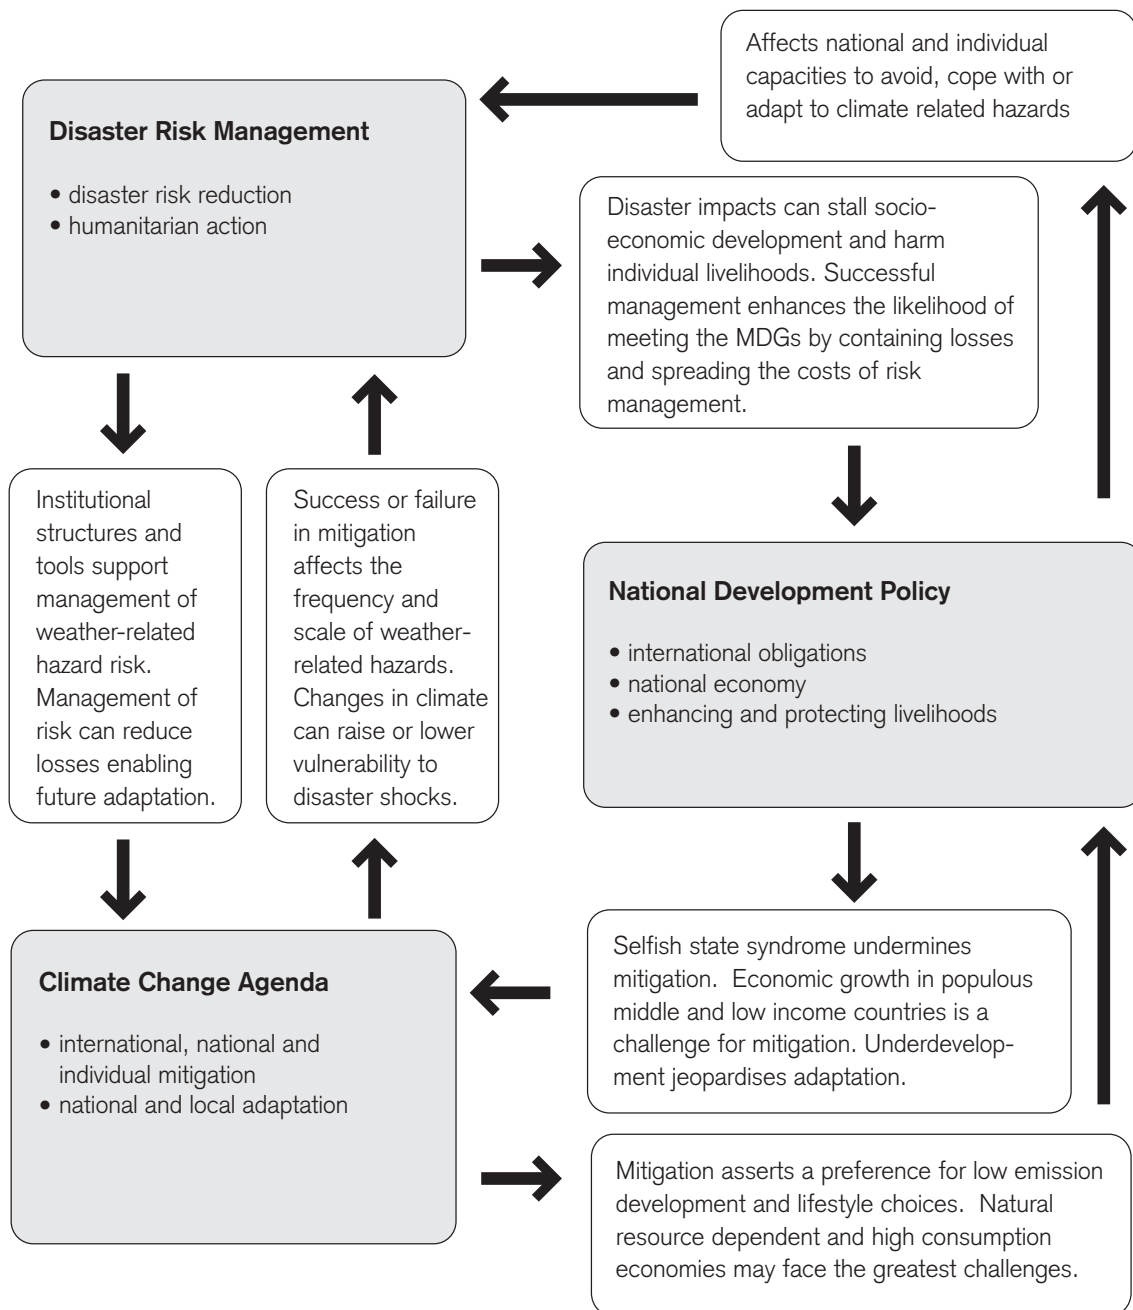 Affects national and individual
capacities to avoid, cope with or
adapt to climate related hazards
Disaster Risk Management
• disaster risk reduction
• humanitarian action
Disaster impacts can stall socio-
economic development and harm
individual livelihoods. Successful
management enhances the likelihood of
meeting the MDGs by containing losses
and spreading the costs of risk
management.
Institutional
structures and
tools support
management of
weather-related
hazard risk.
Management of
risk can reduce
losses enabling
future adaptation.
Success or failure
in mitigation
affects the
frequency and
scale of weather-
related hazards.
Changes in climate
can raise or lower
vulnerability to
disaster shocks.
National Development Policy
• international obligations
• national economy
• enhancing and protecting livelihoods
Climate Change Agenda
• international, national and
individual mitigation
• national and local adaptation
Selfish state syndrome undermines
mitigation.  Economic growth in populous
middle and low income countries is a
challenge for mitigation. Underdevelop-
ment jeopardises adaptation.
Mitigation asserts a preference for low emission
development and lifestyle choices.  Natural
resource dependent and high consumption
economies may face the greatest challenges.